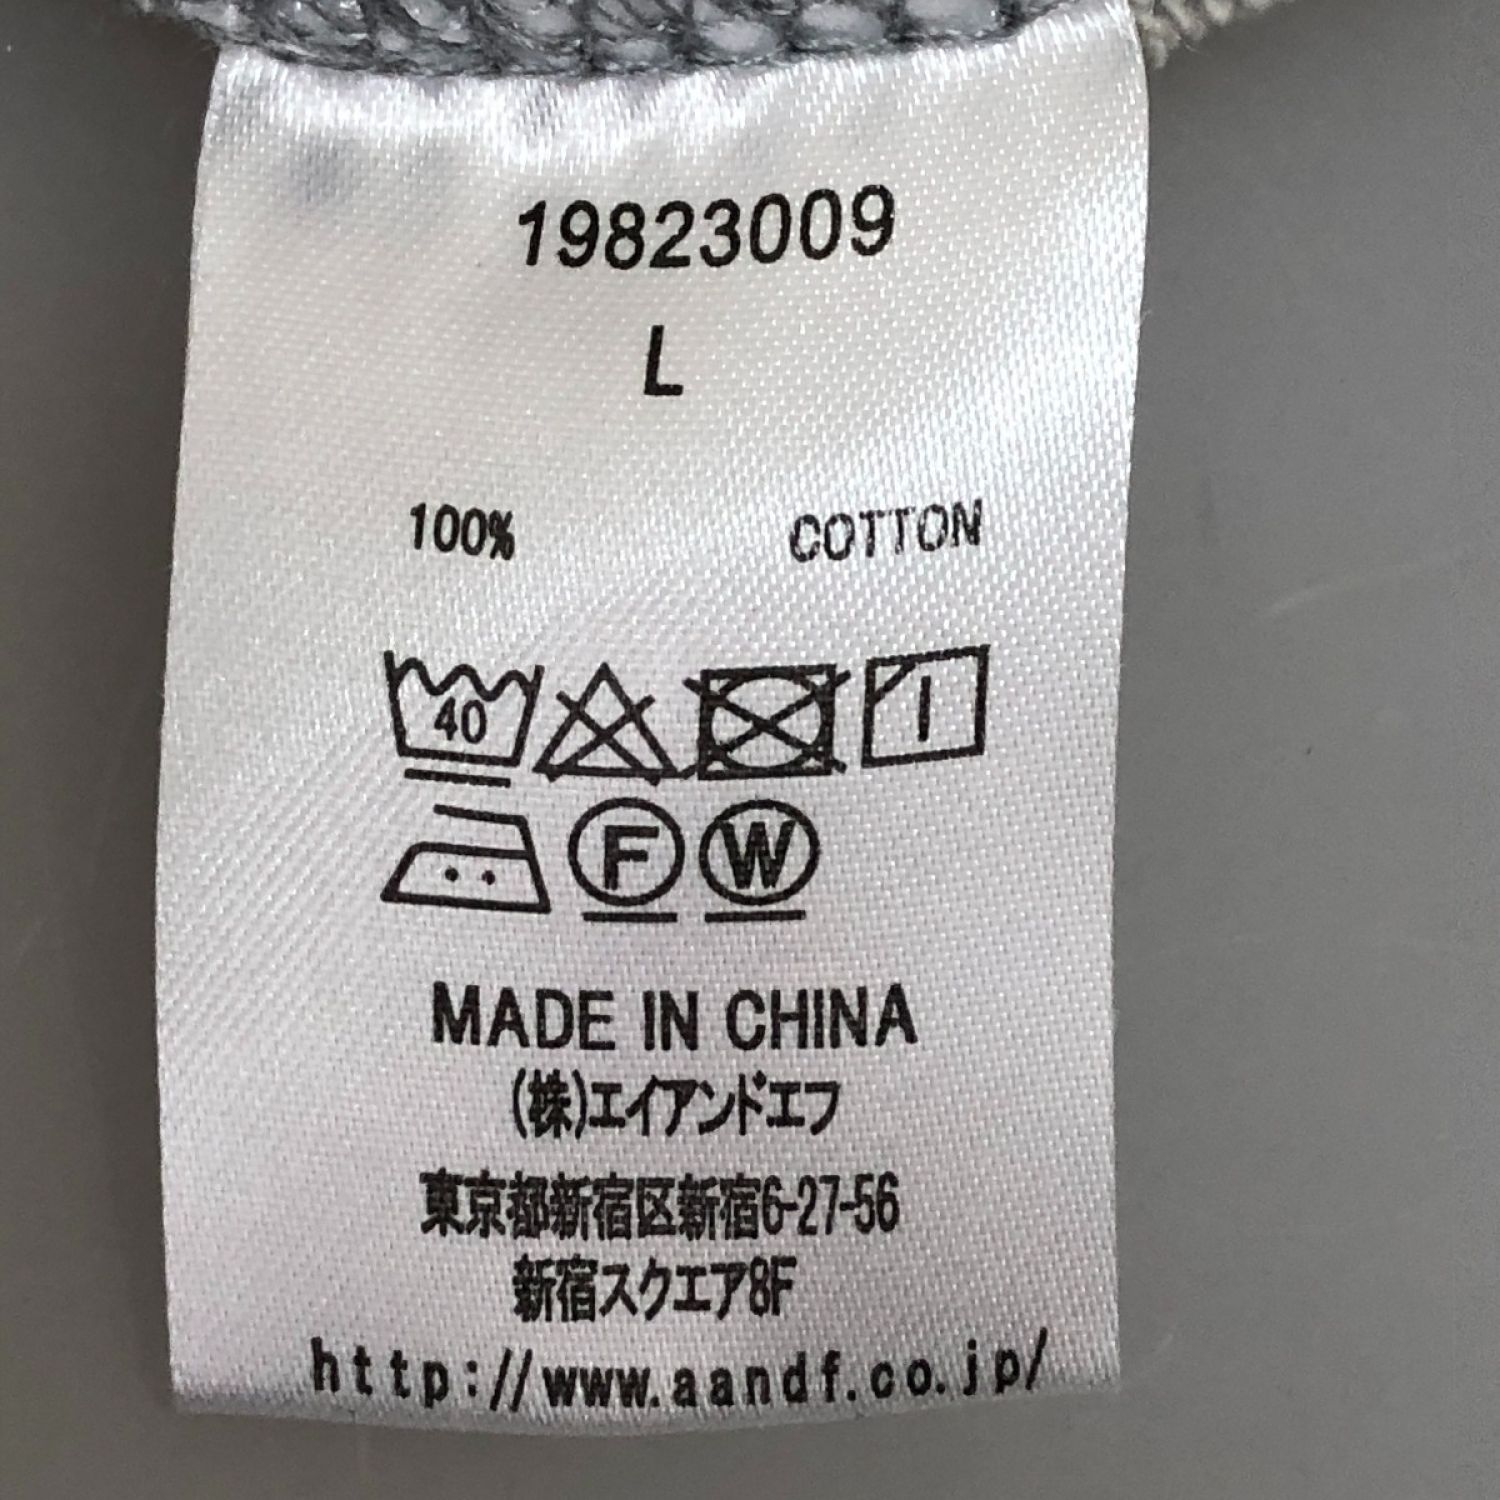 19823009
L
100% COTTON
40
F W
MADE IN CHINA
(株)エイアンドエフ
東京都新宿区新宿6-27-56
新宿スクエア8F
http://www.aandf.co.jp/